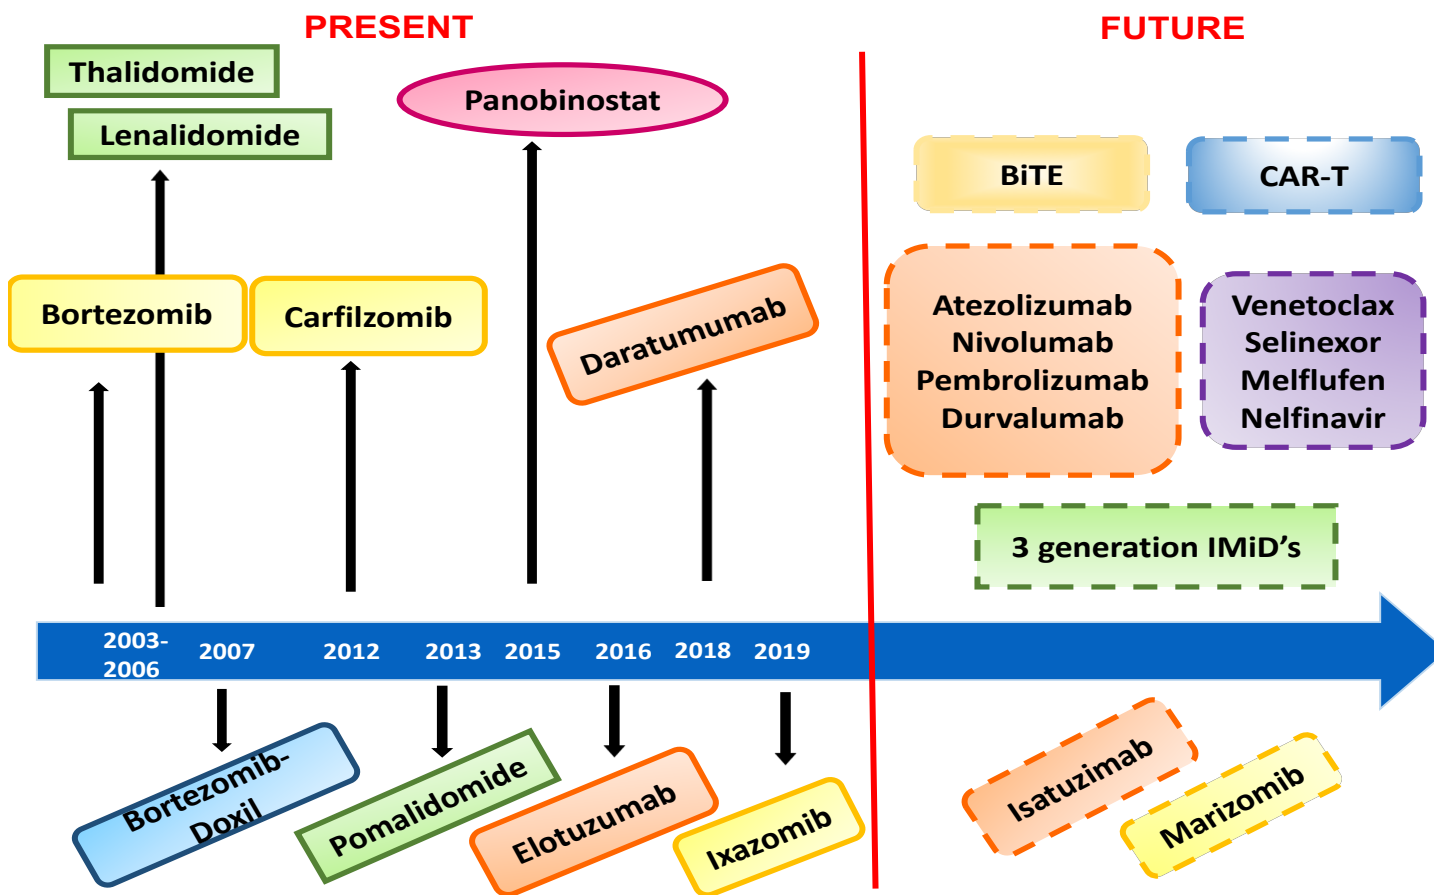 PRESENT
FUTURE
Thalidomide
Lenalidomide
Panobinostat
BiTE
CAR-T
Bortezomib
Carfilzomib
Daratumumab
Atezolizumab
Nivolumab
Pembrolizumab
Durvalumab
Venetoclax
Selinexor
Melflufen
Nelfinavir
3 generation IMiD’s
2003-
2006
2007
2012
2013
2015
2016
2018
2019
Bortezomib-
Doxil
Pomalidomide
Elotuzumab
Ixazomib
Isatuzimab
Marizomib